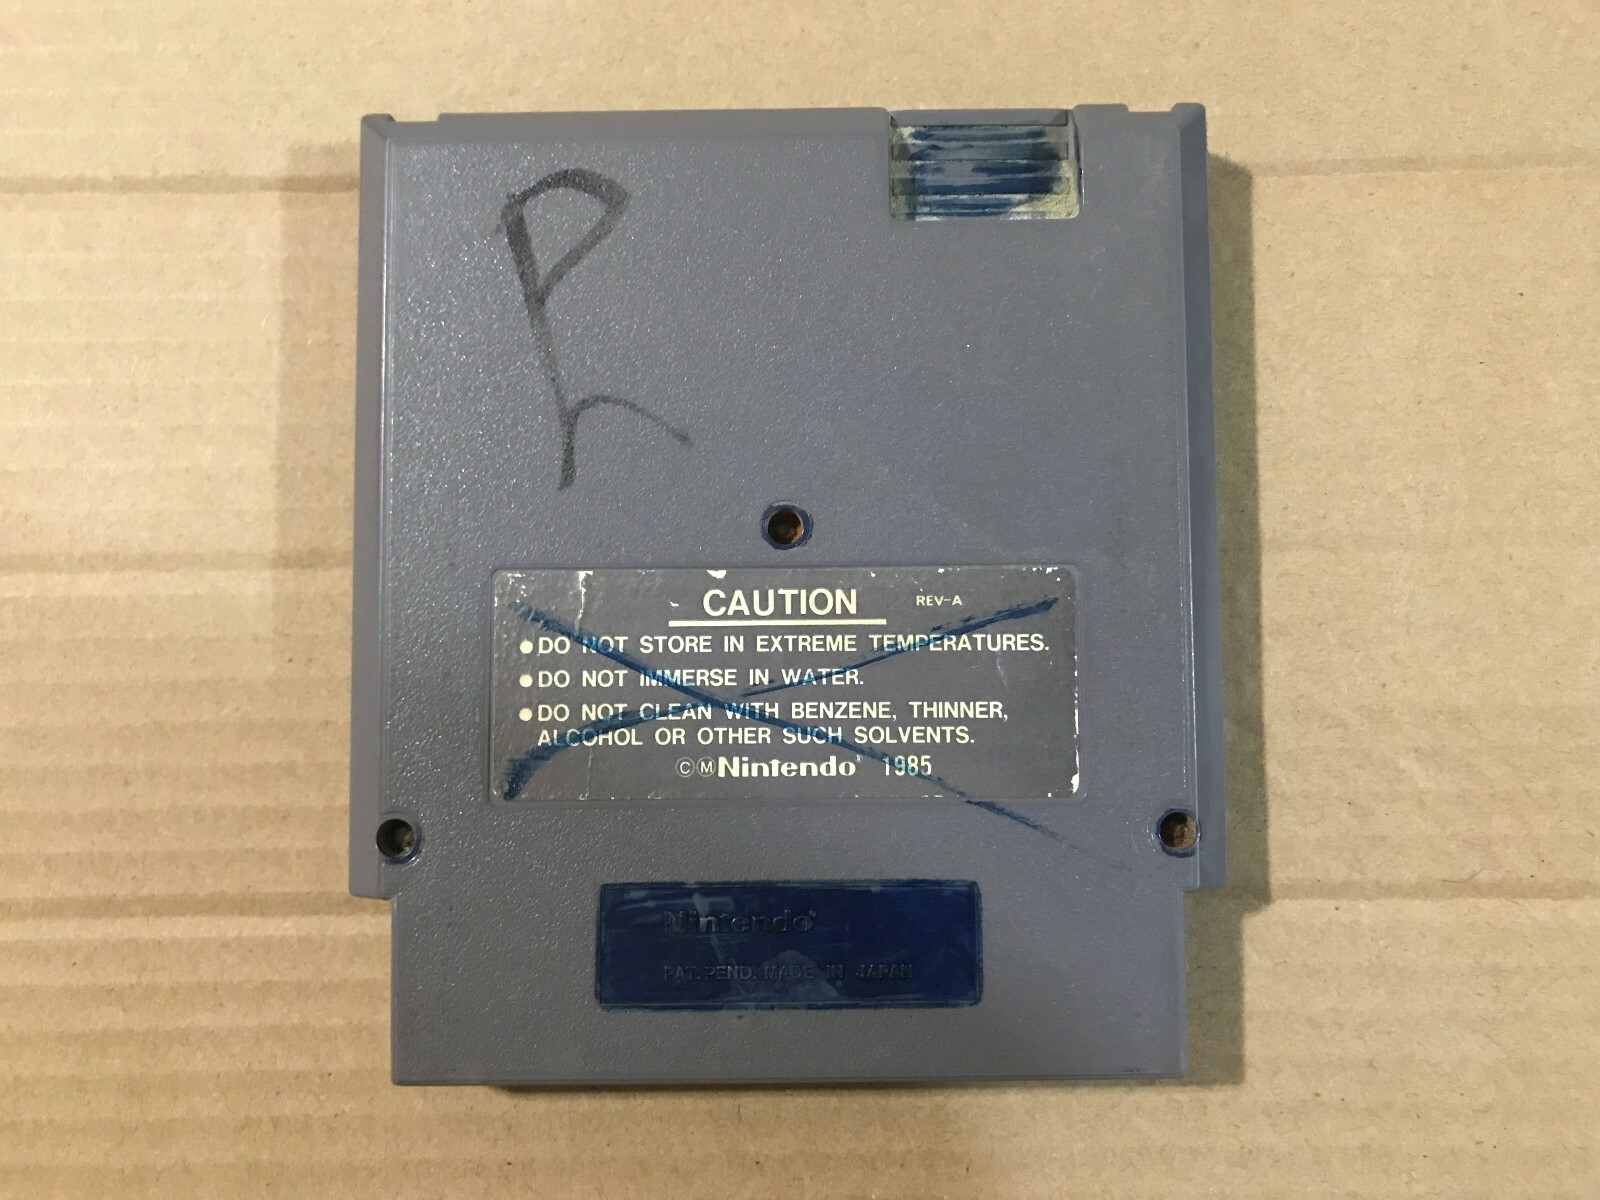 P
CAUTION REV-A
●DO NOT STORE IN EXTREME TEMPERATURES.
●DO NOT IMMERSE IN WATER.
●DO NOT CLEAN WITH BENZENE, THINNER,
ALCOHOL OR OTHER SUCH SOLVENTS.
©ⓂNintendo® 1985
Nintendo®
PAT. PEND. MADE IN JAPAN